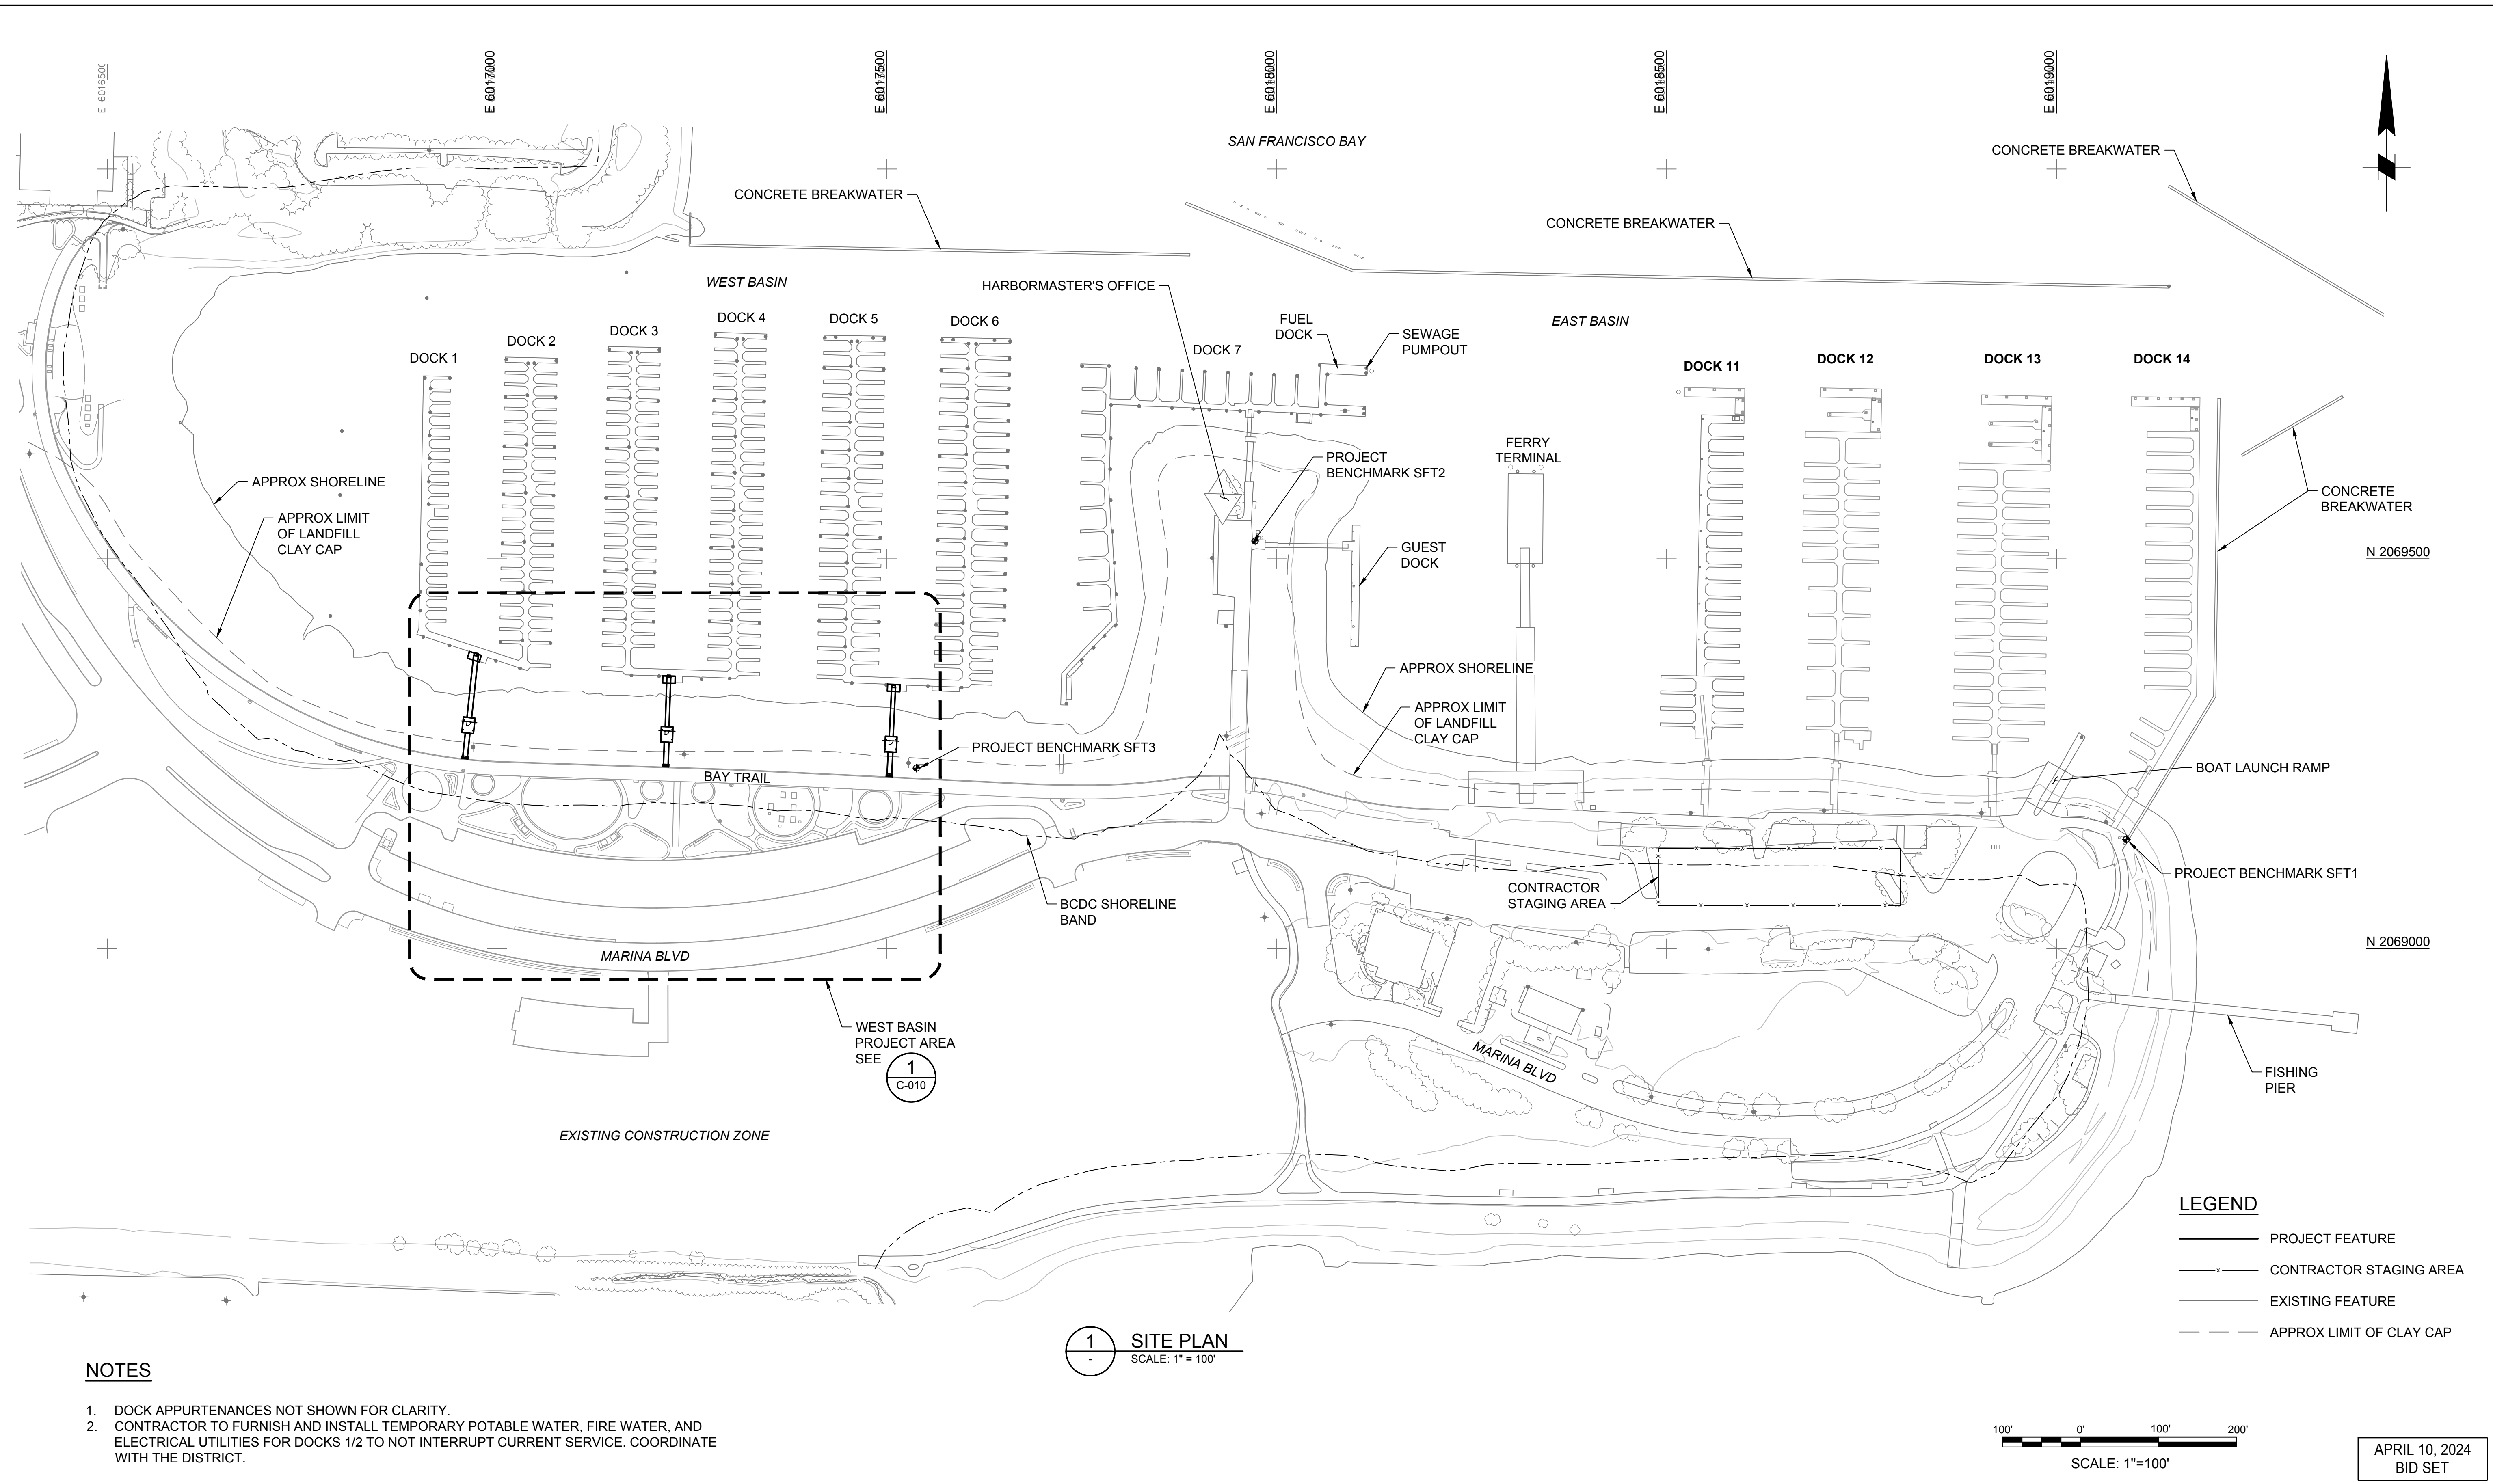 E 6016500
E 6017000
E 6017500
E 6018000
E 6018500
E 6019000
SAN FRANCISCO BAY
CONCRETE BREAKWATER
CONCRETE BREAKWATER
CONCRETE BREAKWATER
WEST BASIN
HARBORMASTER'S OFFICE
EAST BASIN
DOCK 1
DOCK 2
DOCK 3
DOCK 4
DOCK 5
DOCK 6
DOCK 7
FUEL
DOCK
SEWAGE
PUMPOUT
DOCK 11
DOCK 12
DOCK 13
DOCK 14
FERRY
TERMINAL
PROJECT
BENCHMARK SFT2
APPROX SHORELINE
APPROX LIMIT
OF LANDFILL
CLAY CAP
CONCRETE
BREAKWATER
GUEST
DOCK
N 2069500
APPROX SHORELINE
APPROX LIMIT
OF LANDFILL
CLAY CAP
PROJECT BENCHMARK SFT3
BAY TRAIL
BOAT LAUNCH RAMP
PROJECT BENCHMARK SFT1
CONTRACTOR
STAGING AREA
BCDC SHORELINE
BAND
N 2069000
MARINA BLVD
WEST BASIN
PROJECT AREA
SEE
1
C-010
MARINA BLVD
FISHING
PIER
EXISTING CONSTRUCTION ZONE
LEGEND
PROJECT FEATURE
x CONTRACTOR STAGING AREA
EXISTING FEATURE
APPROX LIMIT OF CLAY CAP
1
-
SITE PLAN
SCALE: 1" = 100'
NOTES
1. DOCK APPURTENANCES NOT SHOWN FOR CLARITY.
2. CONTRACTOR TO FURNISH AND INSTALL TEMPORARY POTABLE WATER, FIRE WATER, AND
ELECTRICAL UTILITIES FOR DOCKS 1/2 TO NOT INTERRUPT CURRENT SERVICE. COORDINATE
WITH THE DISTRICT.
100' 0' 100' 200'
SCALE: 1"=100'
APRIL 10, 2024
BID SET